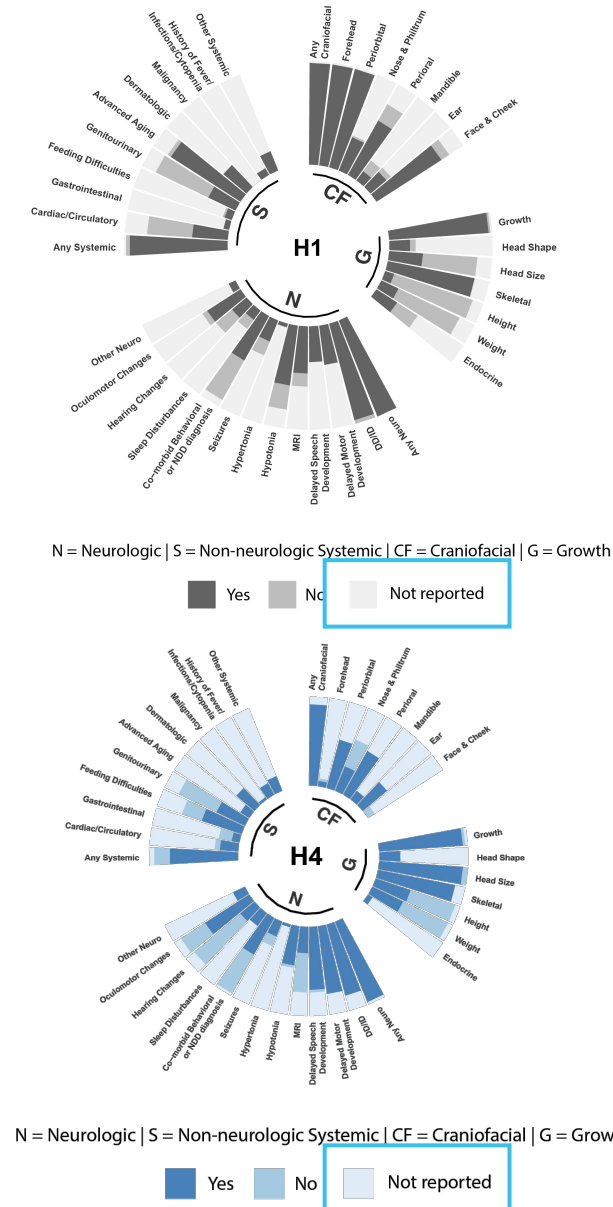 Any
Craniofacial
Forehead
Periorbital
Nose & Philtrum
Perioral
Mandible
Ear
Face & Cheek
Growth
Head Shape
Head Size
Skeletal
Height
Weight
Endocrine
Any Neuro
DD/ID
Delayed Motor
Development
Delayed Speech
Development
MRI
Hypotonia
Hypertonia
Seizures
Co-morbid Behavioral
or NDD diagnosis
Sleep Disturbances
Hearing Changes
Oculomotor Changes
Other Neuro
Any Systemic
Cardiac/Circulatory
Gastrointestinal
Feeding Difficulties
Genitourinary
Advanced Aging
Dermatologic
Malignancy
History of Fever/
Infections/Cytopenia
Other Systemic
S
CF
G
N
H1
N = Neurologic | S = Non-neurologic Systemic | CF = Craniofacial | G = Growth
Yes
No
Not reported
Any
Craniofacial
Forehead
Periorbital
Nose & Philtrum
Perioral
Mandible
Ear
Face & Cheek
Growth
Head Shape
Head Size
Skeletal
Height
Weight
Endocrine
Any Neuro
DD/ID
Delayed Motor
Development
Delayed Speech
Development
MRI
Hypotonia
Hypertonia
Seizures
Co-morbid Behavioral
or NDD diagnosis
Sleep Disturbances
Hearing Changes
Oculomotor Changes
Other Neuro
Any Systemic
Cardiac/Circulatory
Gastrointestinal
Feeding Difficulties
Genitourinary
Advanced Aging
Dermatologic
Malignancy
History of Fever/
Infections/Cytopenia
Other Systemic
S
CF
G
N
H4
N = Neurologic | S = Non-neurologic Systemic | CF = Craniofacial | G = Grow
Yes
No
Not reported